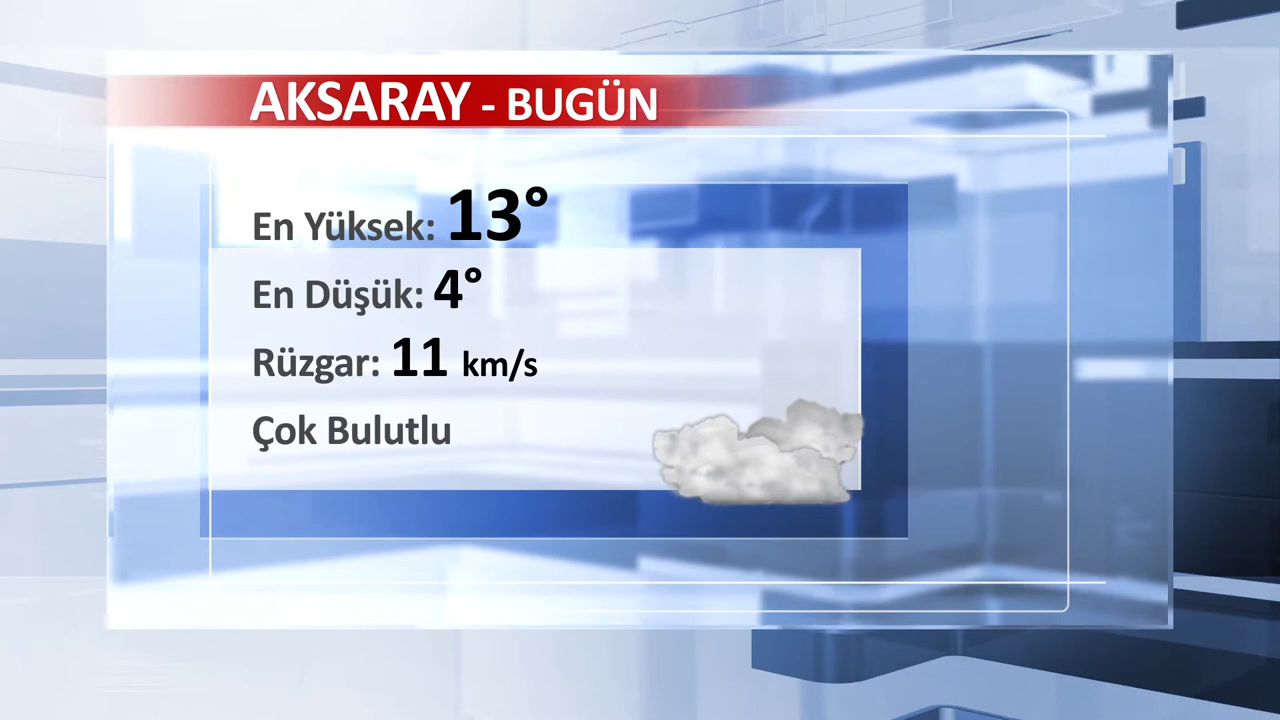 AKSARAY - BUGÜN
En Yüksek: 13°
En Düşük: 4°
Rüzgar: 11 km/s
Çok Bulutlu